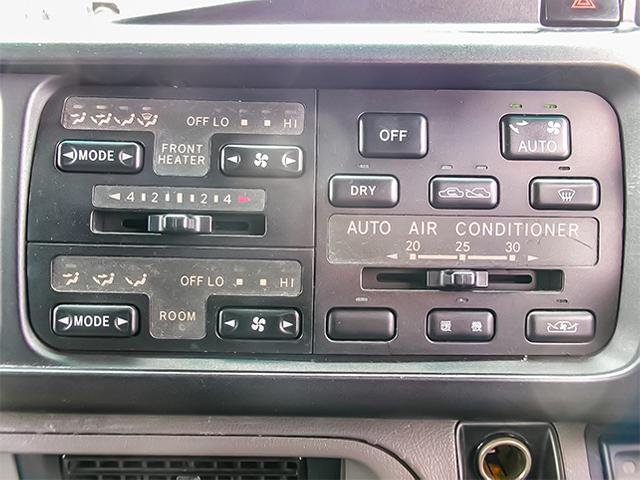 OFF LO HI
◄MODE►
FRONT
HEATER
4 2 2 4
OFF LO HI
◄MODE►
ROOM
OFF
AUTO
DRY
AUTO AIR CONDITIONER
20 25 30
暖 機